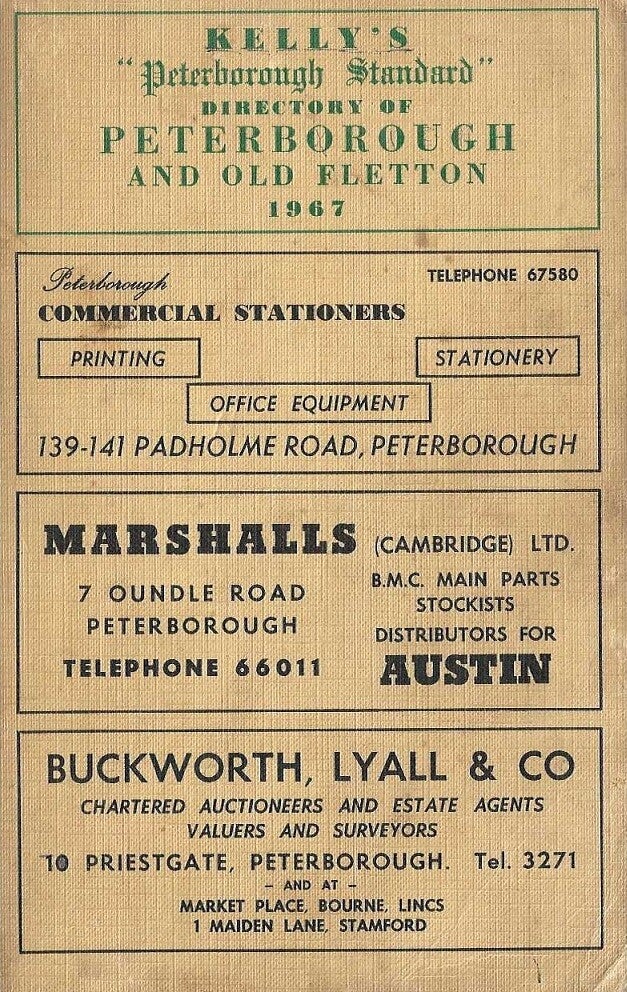 KELLY'S
"Peterborough Standard"
DIRECTORY OF
PETERBOROUGH
AND OLD FLETTON
1967
Peterborough
TELEPHONE 67580
COMMERCIAL STATIONERS
PRINTING
STATIONERY
OFFICE EQUIPMENT
139-141 PADHOLME ROAD, PETERBOROUGH
MARSHALLS (CAMBRIDGE) LTD.
7 OUNDLE ROAD
PETERBOROUGH
TELEPHONE 66011
B.M.C. MAIN PARTS
STOCKISTS
DISTRIBUTORS FOR
AUSTIN
BUCKWORTH, LYALL & CO
CHARTERED AUCTIONEERS AND ESTATE AGENTS
VALUERS AND SURVEYORS
10 PRIESTGATE, PETERBOROUGH. Tel. 3271
– AND AT –
MARKET PLACE, BOURNE, LINCS
1 MAIDEN LANE, STAMFORD